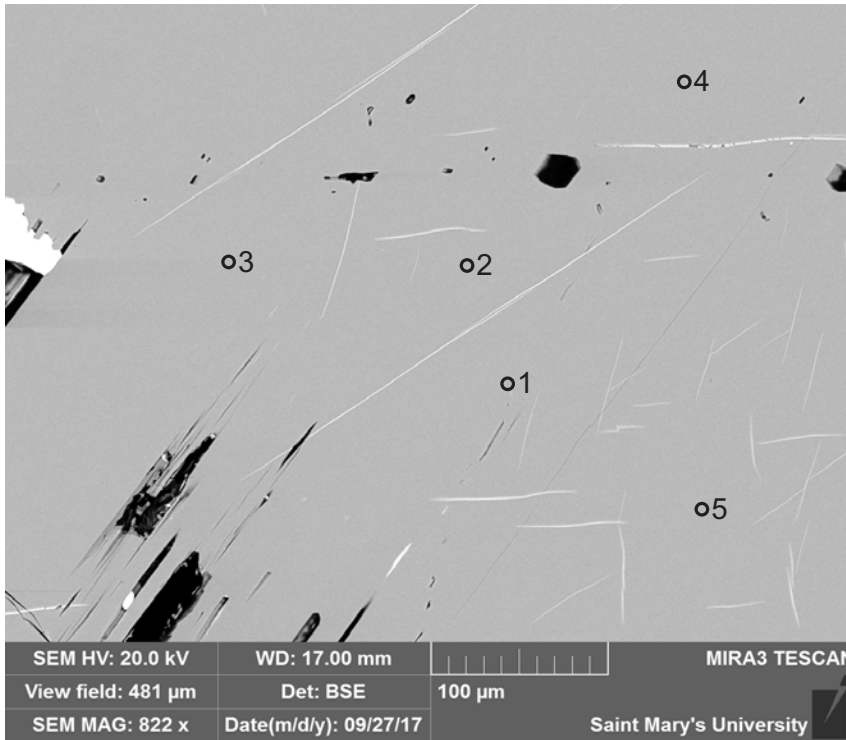 4
3
2
1
5
SEM HV: 20.0 kV WD: 17.00 mm MIRA3 TESCAN
View field: 481 µm Det: BSE 100 µm
SEM MAG: 822 x Date(m/d/y): 09/27/17 Saint Mary's University